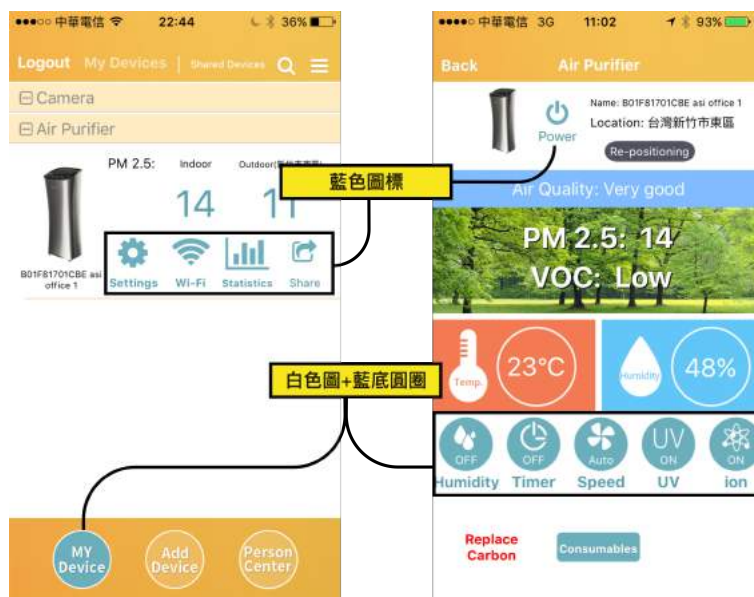 中華電信 22:44 36%
Logout My Devices | Shared Devices
Camera
Air Purifier
PM 2.5: Indoor Outdoor
14 11
B01F81701CBE asi
office 1
Settings Wi-Fi Statistics Share
MY
Device
Add
Device
Person
Center
藍色圖標
白色圖+藍底圓圈
中華電信 3G 11:02 93%
Back Air Purifier
Name: B01F81701CBE asi office 1
Location: 台灣新竹市東區
Power
Re-positioning
Air Quality: Very good
PM 2.5: 14
VOC: Low
Temp. 23°C
Humidity 48%
OFF OFF Auto UV ON ON
Humidity Timer Speed UV ion
Replace
Carbon
Consumables